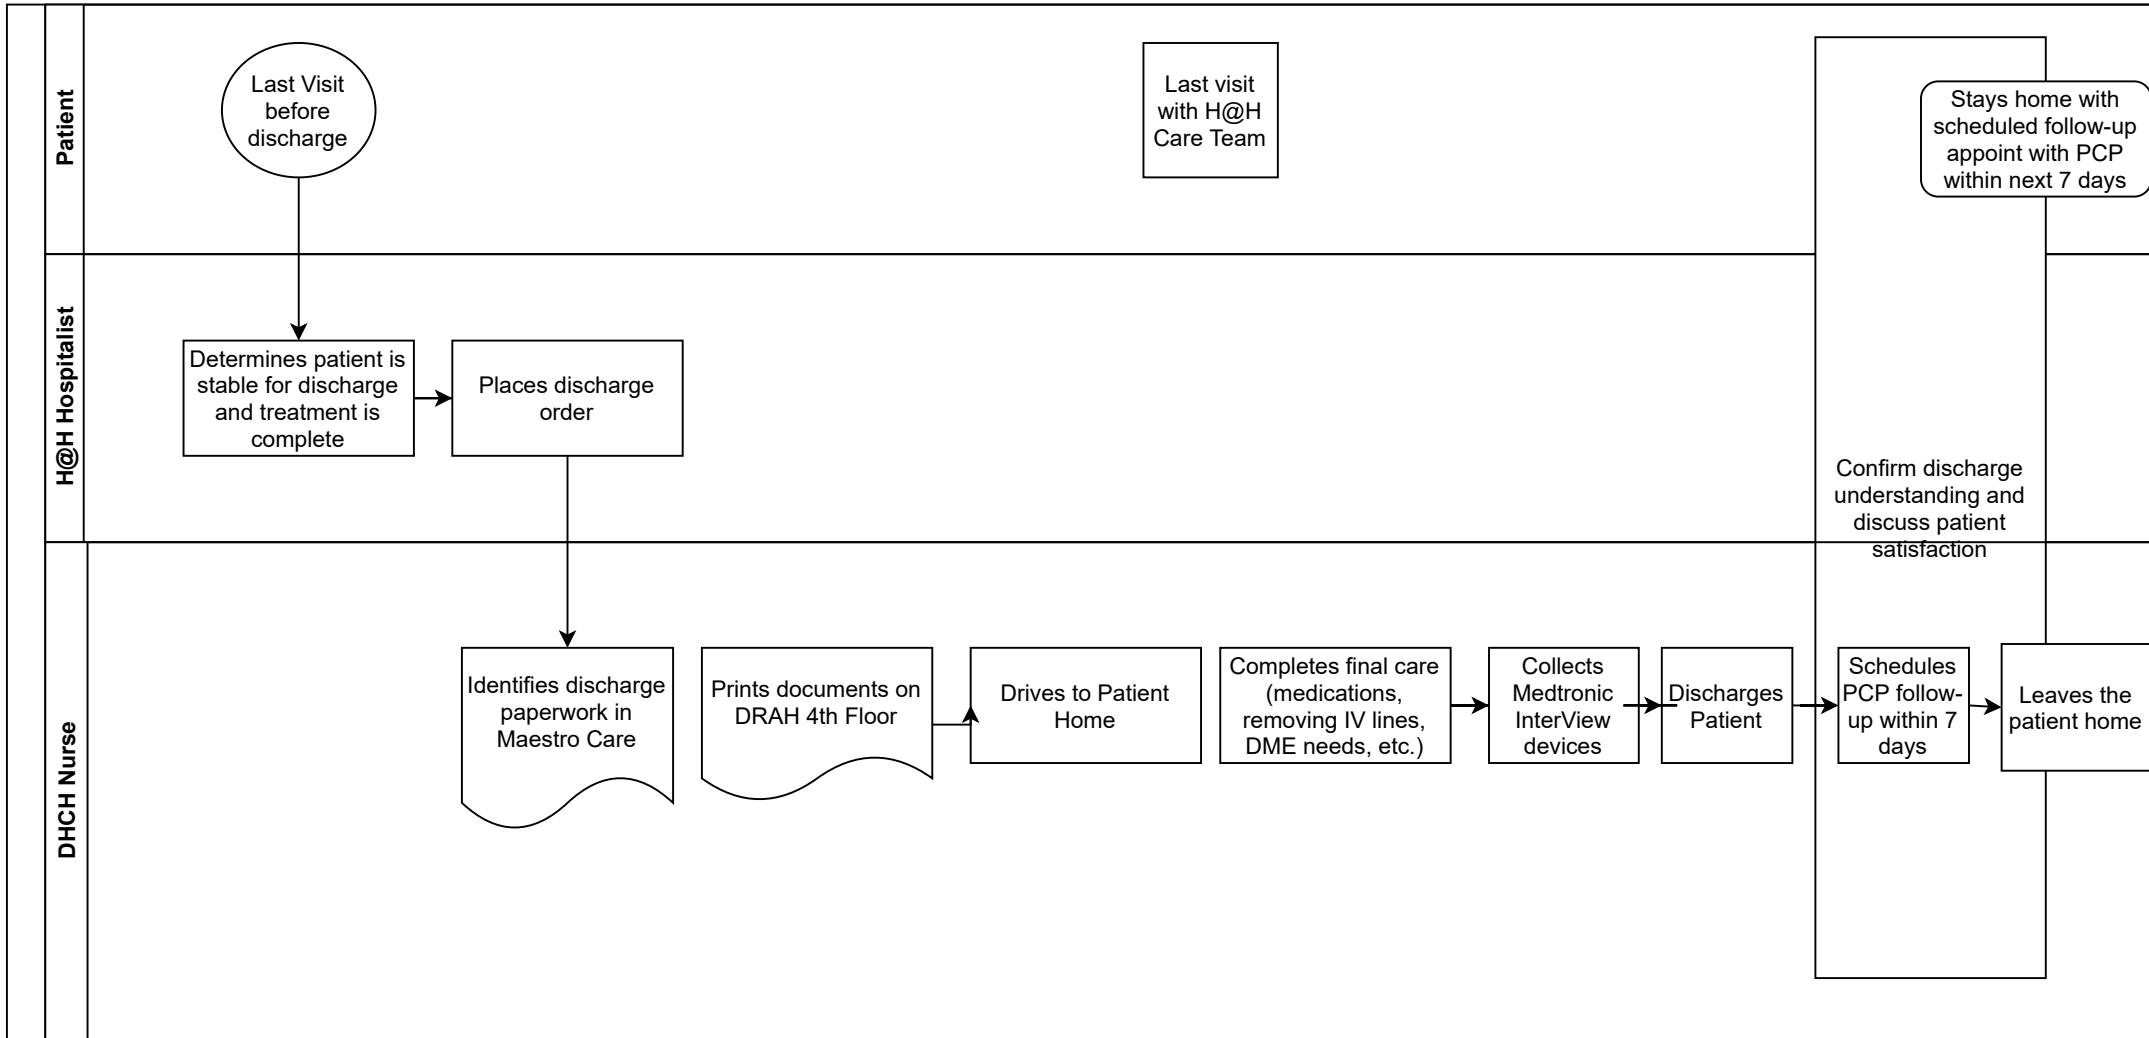 Patient
Last Visit
before
discharge
Last visit
with H@H
Care Team
Stays home with
scheduled follow-up
appoint with PCP
within next 7 days
H@H Hospitalist
Determines patient is
stable for discharge
and treatment is
complete
Places discharge
order
Confirm discharge
understanding and
discuss patient
satisfaction
DHCH Nurse
Identifies discharge
paperwork in
Maestro Care
Prints documents on
DRAH 4th Floor
Drives to Patient
Home
Completes final care
(medications,
removing IV lines,
DME needs, etc.)
Collects
Medtronic
InterView
devices
Discharges
Patient
Schedules
PCP follow-
up within 7
days
Leaves the
patient home